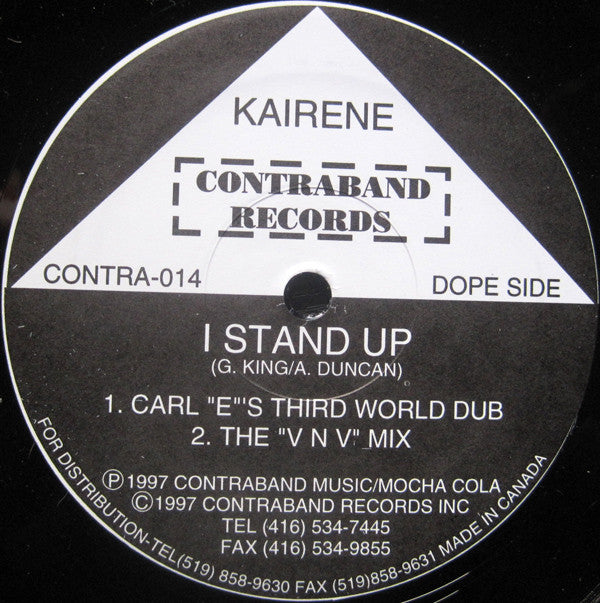 KAIRENE
CONTRABAND
RECORDS
CONTRA-014
DOPE SIDE
I STAND UP
(G. KING/A. DUNCAN)
1. CARL "E"'S THIRD WORLD DUB
2. THE "V N V" MIX
Ⓟ1997 CONTRABAND MUSIC/MOCHA COLA
©1997 CONTRABAND RECORDS INC
TEL (416) 534-7445
FAX (416) 534-9855
FOR DISTRIBUTION-TEL(519) 858-9630 FAX (519)858-9631 MADE IN CANADA